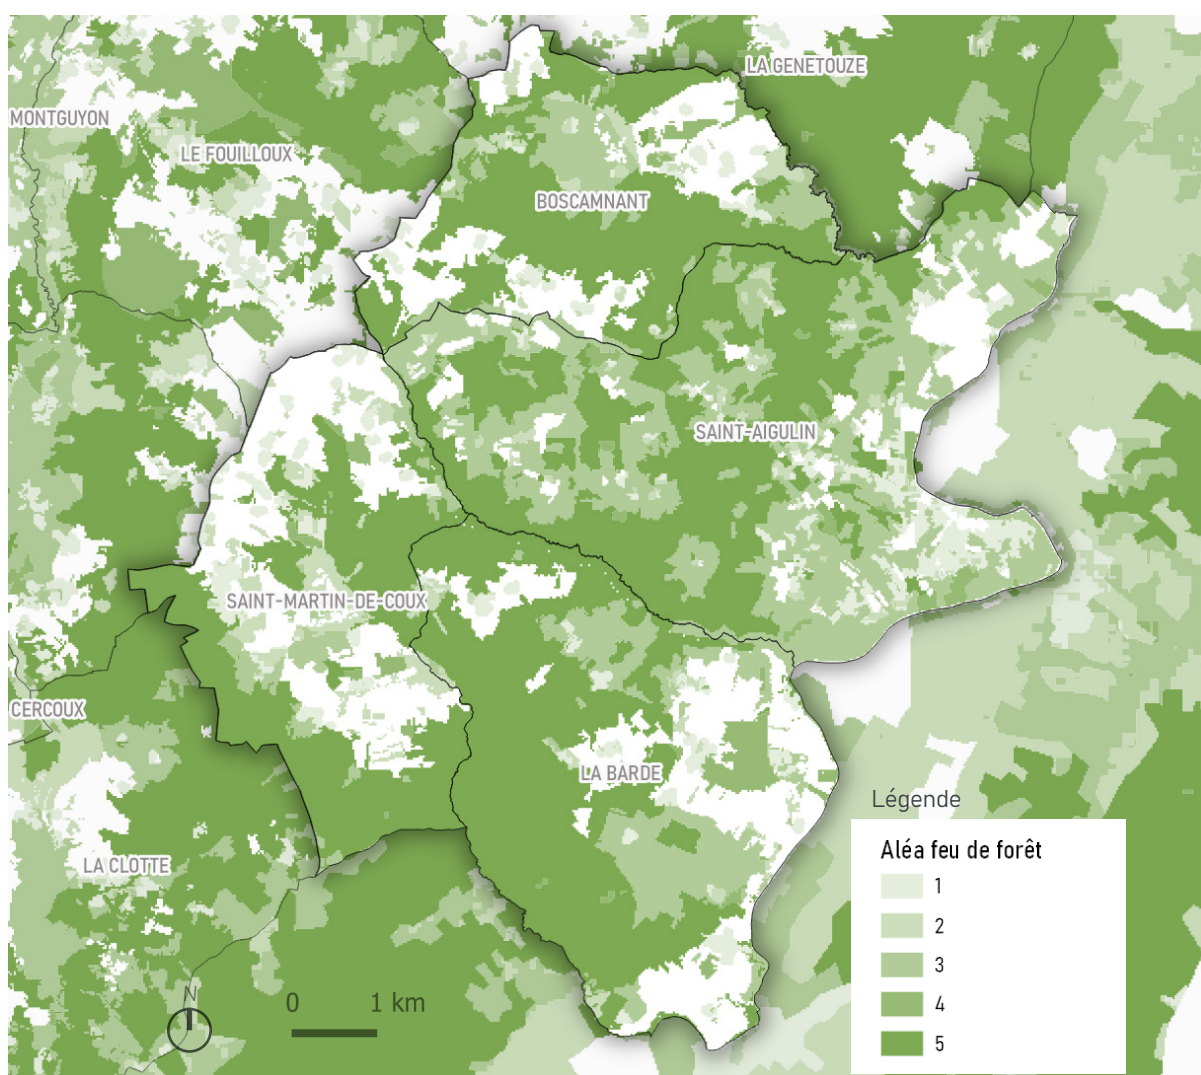 LA GENETOUZE
MONTGUYON
LE FOUILLOUX
BOSCAMNANT
SAINT-AIGULIN
SAINT-MARTIN-DE-COUX
CERCOUX
LA BARDE
LA CLOTTE
Légende
Aléa feu de forêt
1
2
3
4
5
N
0 1 km